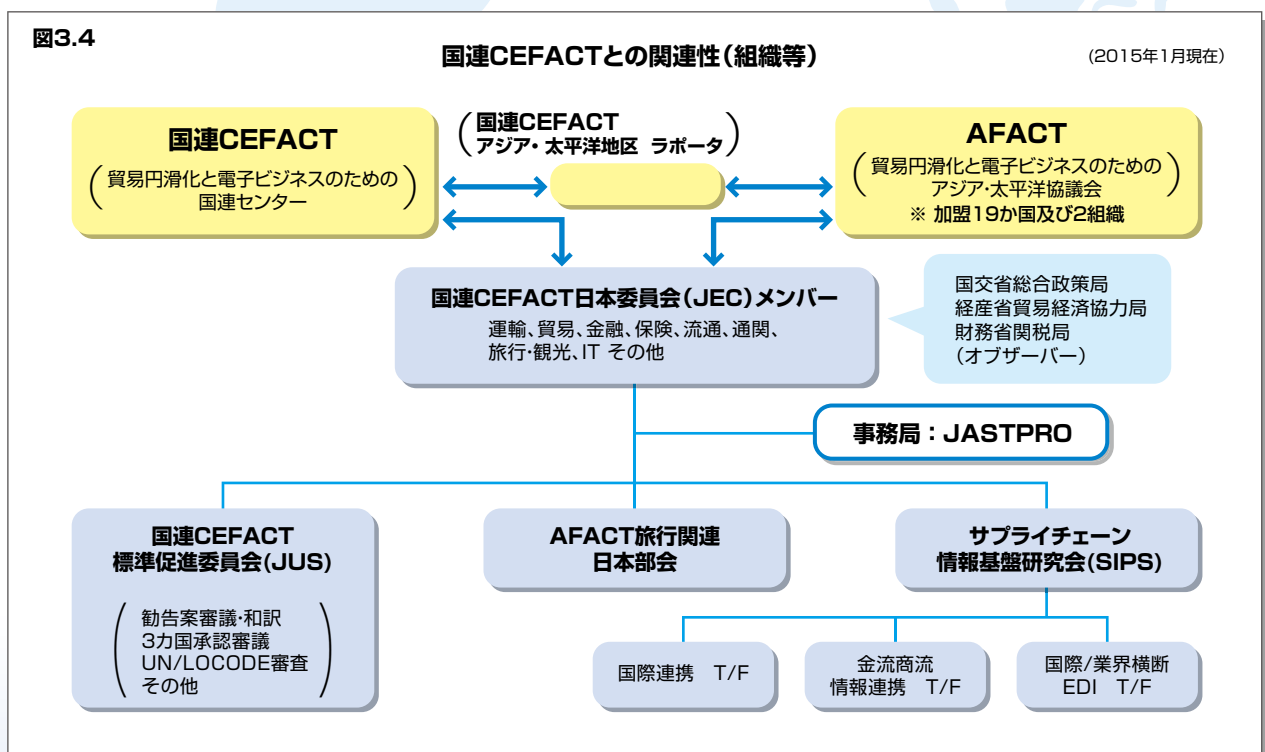 図3.4
国連CEFACTとの関連性(組織等)
(2015年1月現在)
国連CEFACT
(貿易円滑化と電子ビジネスのための
国連センター)
(国連CEFACT
アジア・太平洋地区 ラポータ)
AFACT
(貿易円滑化と電子ビジネスのための
アジア・太平洋協議会)
※ 加盟19か国及び2組織
国連CEFACT日本委員会(JEC)メンバー
運輸、貿易、金融、保険、流通、通関、
旅行・観光、IT その他
国交省総合政策局
経産省貿易経済協力局
財務省関税局
(オブザーバー)
事務局：JASTPRO
国連CEFACT
標準促進委員会(JUS)
(勧告案審議・和訳
3カ国承認審議
UN/LOCODE審査
その他)
AFACT旅行関連
日本部会
サプライチェーン
情報基盤研究会(SIPS)
国際連携 T/F
金流商流
情報連携 T/F
国際/業界横断
EDI T/F